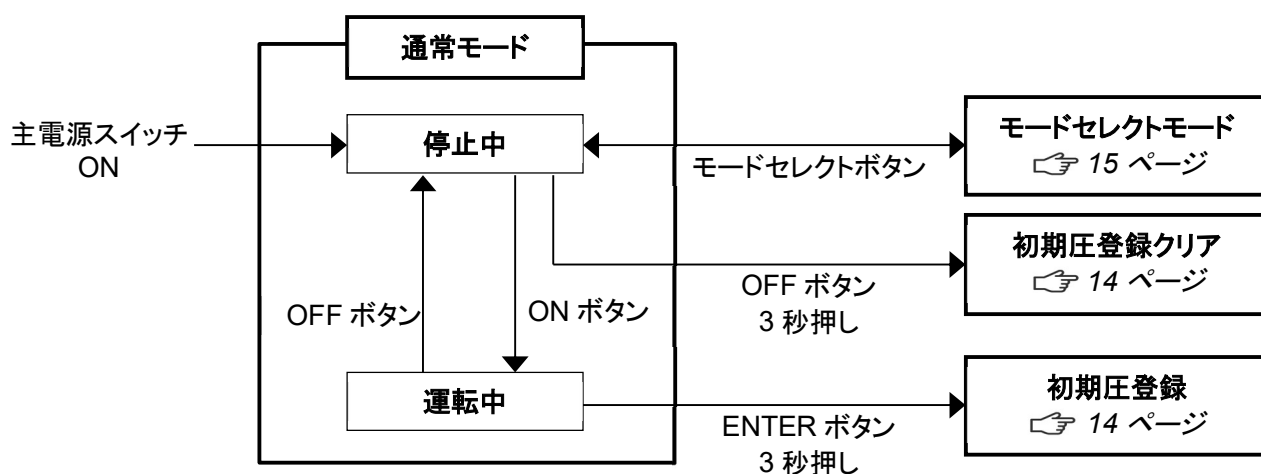 通常モード
主電源スイッチ
ON
停止中
モードセレクトボタン
モードセレクトモード
☞ 15 ページ
初期圧登録クリア
☞ 14 ページ
OFF ボタン
ON ボタン
OFF ボタン
3 秒押し
運転中
ENTER ボタン
3 秒押し
初期圧登録
☞ 14 ページ